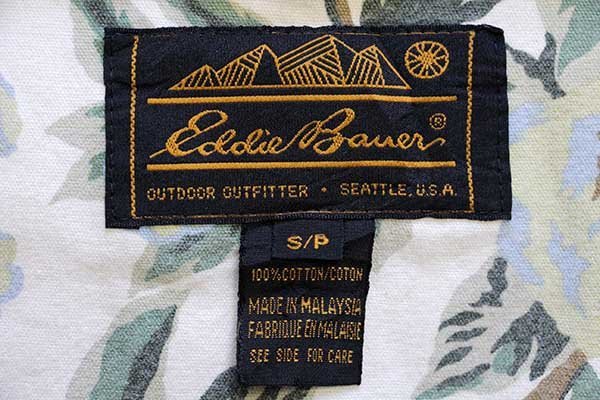 Eddie Bauer®
OUTDOOR OUTFITTER • SEATTLE, U.S.A.
S/P
100% COTTON/COTON
MADE IN MALAYSIA
FABRIQUE EN MALAISIE
SEE SIDE FOR CARE